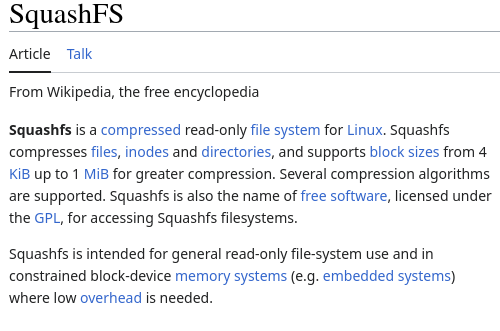 SquashFS
Article Talk
From Wikipedia, the free encyclopedia
Squashfs is a compressed read-only file system for Linux. Squashfs
compresses files, inodes and directories, and supports block sizes from 4
KiB up to 1 MiB for greater compression. Several compression algorithms
are supported. Squashfs is also the name of free software, licensed under
the GPL, for accessing Squashfs filesystems.
Squashfs is intended for general read-only file-system use and in
constrained block-device memory systems (e.g. embedded systems)
where low overhead is needed.